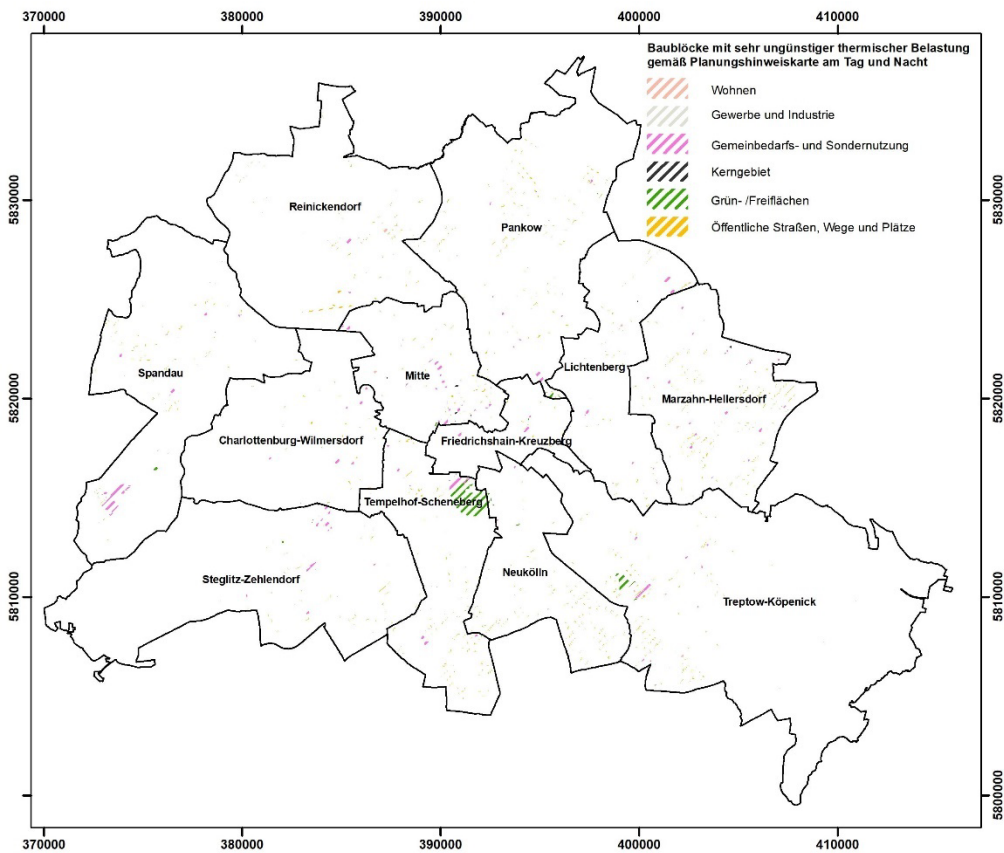 370000 380000 390000 400000 410000
Baublöcke mit sehr ungünstiger thermischer Belastung
gemäß Planungshinweiskarte am Tag und Nacht
Wohnen
Gewerbe und Industrie
Gemeinbedarfs- und Sondernutzung
Kerngebiet
Grün- /Freiflächen
Öffentliche Straßen, Wege und Plätze
5830000 5830000
Reinickendorf
Pankow
Spandau
Mitte
Lichtenberg
5820000 5820000
Marzahn-Hellersdorf
Charlottenburg-Wilmersdorf
Friedrichshain-Kreuzberg
Tempelhof-Scheneberg
Steglitz-Zehlendorf
Neukölln
5810000 5810000
Treptow-Köpenick
5800000 5800000
370000 380000 390000 400000 410000